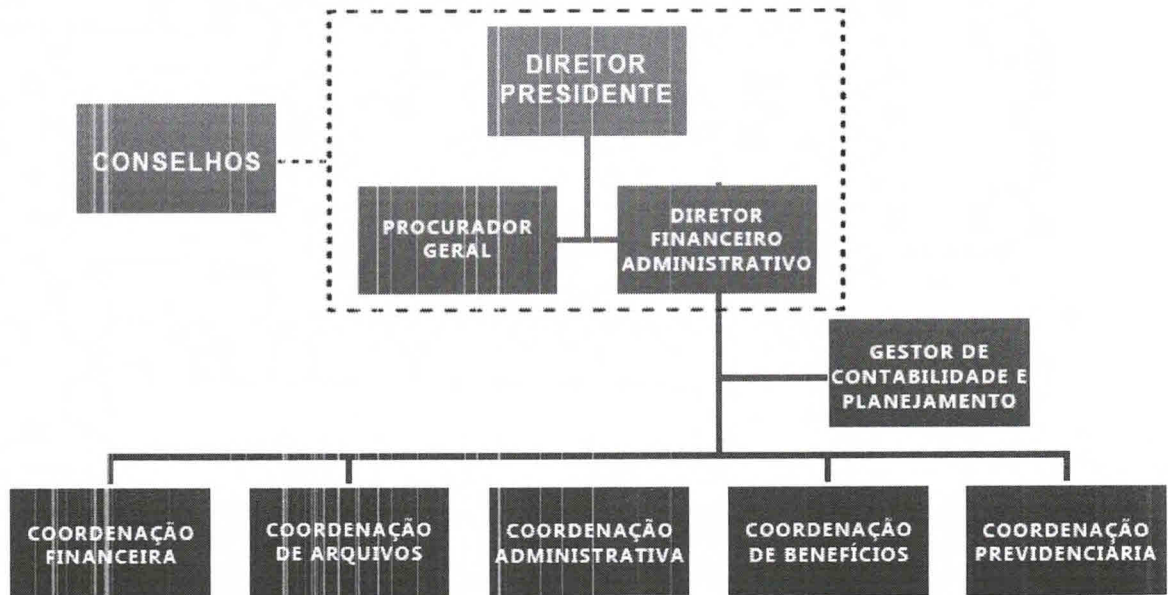 DIRETOR
PRESIDENTE
CONSELHOS
PROCURADOR
GERAL
DIRETOR
FINANCEIRO
ADMINISTRATIVO
GESTOR DE
CONTABILIDADE E
PLANEJAMENTO
COORDENAÇÃO
FINANCEIRA
COORDENAÇÃO
DE ARQUIVOS
COORDENAÇÃO
ADMINISTRATIVA
COORDENAÇÃO
DE BENEFÍCIOS
COORDENAÇÃO
PREVIDENCIÁRIA